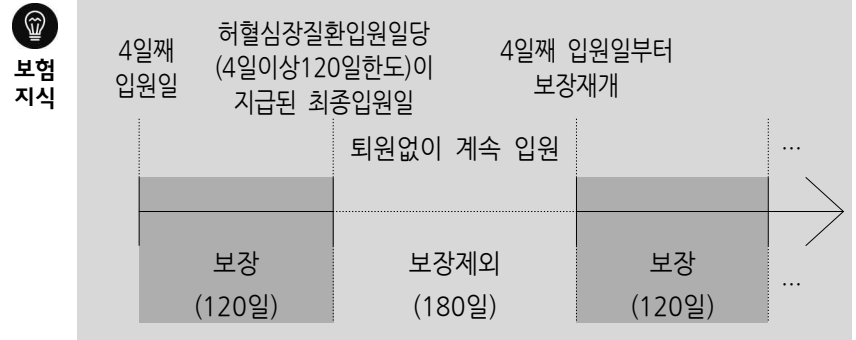 보험
지식
4일째
입원일
허혈심장질환입원일당
(4일이상120일한도)이
지급된 최종입원일
4일째 입원일부터
보장재개
퇴원없이 계속 입원
...
보장
(120일)
보장제외
(180일)
보장
(120일)
...